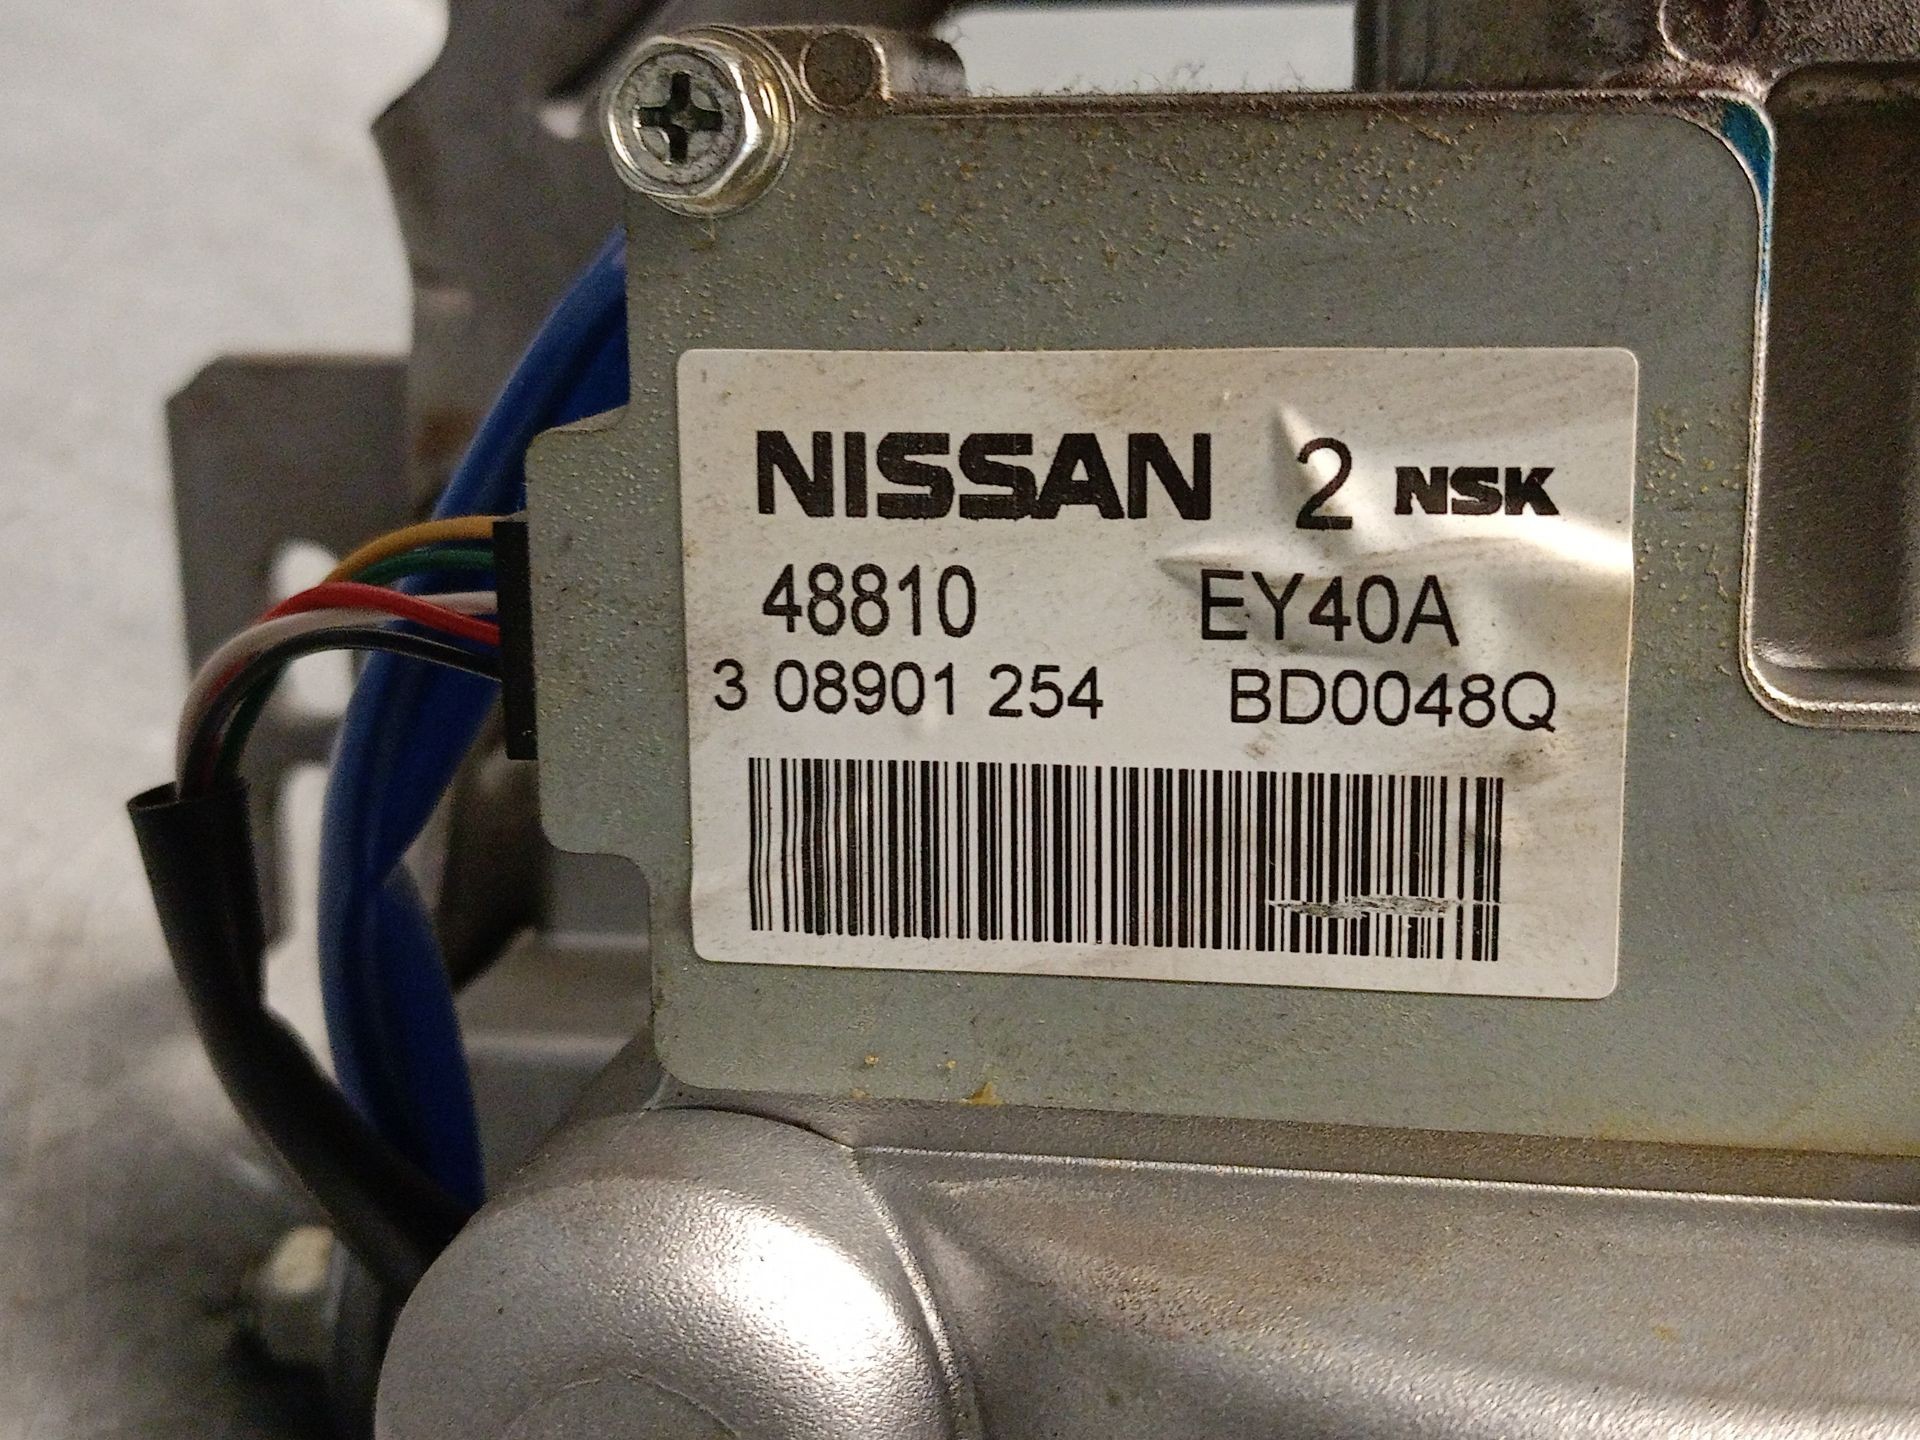 NISSAN 2 NSK
48810 EY40A
3 08901 254 BD0048Q